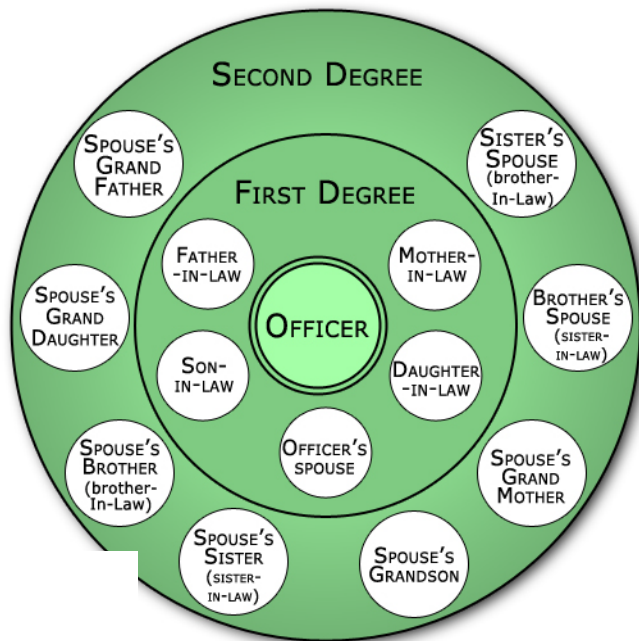 SECOND DEGREE
SPOUSE'S
GRAND
FATHER
SISTER'S
SPOUSE
(brother-
In-Law)
FIRST DEGREE
FATHER
-IN-LAW
MOTHER-
IN-LAW
SPOUSE'S
GRAND
DAUGHTER
OFFICER
BROTHER'S
SPOUSE
(SISTER-
IN-LAW)
SON-
IN-LAW
DAUGHTER
-IN-LAW
SPOUSE'S
BROTHER
(brother-
In-Law)
OFFICER'S
SPOUSE
SPOUSE'S
GRAND
MOTHER
SPOUSE'S
SISTER
(SISTER-
IN-LAW)
SPOUSE'S
GRANDSON